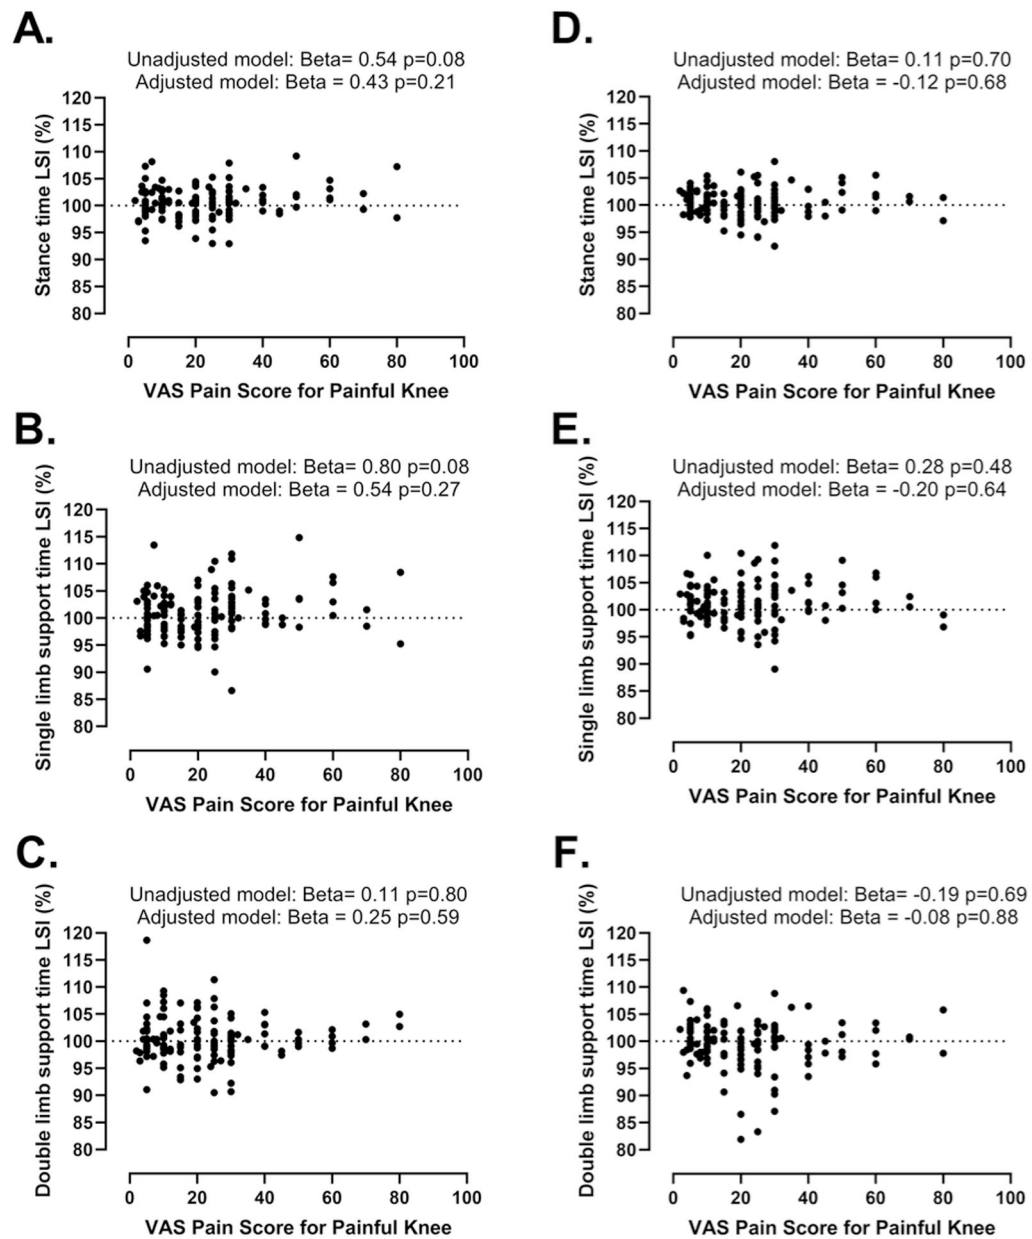 A.
Unadjusted model: Beta= 0.54 p=0.08
Adjusted model: Beta = 0.43 p=0.21
Stance time LSI (%)
120
115
110
105
100
95
90
85
80
0 20 40 60 80 100
VAS Pain Score for Painful Knee
D.
Unadjusted model: Beta= 0.11 p=0.70
Adjusted model: Beta = -0.12 p=0.68
Stance time LSI (%)
120
115
110
105
100
95
90
85
80
0 20 40 60 80 100
VAS Pain Score for Painful Knee
B.
Unadjusted model: Beta= 0.80 p=0.08
Adjusted model: Beta = 0.54 p=0.27
Single limb support time LSI (%)
120
115
110
105
100
95
90
85
80
0 20 40 60 80 100
VAS Pain Score for Painful Knee
E.
Unadjusted model: Beta= 0.28 p=0.48
Adjusted model: Beta = -0.20 p=0.64
Single limb support time LSI (%)
120
115
110
105
100
95
90
85
80
0 20 40 60 80 100
VAS Pain Score for Painful Knee
C.
Unadjusted model: Beta= 0.11 p=0.80
Adjusted model: Beta = 0.25 p=0.59
Double limb support time LSI (%)
120
115
110
105
100
95
90
85
80
0 20 40 60 80 100
VAS Pain Score for Painful Knee
F.
Unadjusted model: Beta= -0.19 p=0.69
Adjusted model: Beta = -0.08 p=0.88
Double limb support time LSI (%)
120
115
110
105
100
95
90
85
80
0 20 40 60 80 100
VAS Pain Score for Painful Knee